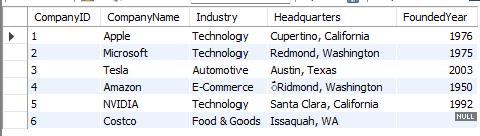 CompanyID CompanyName Industry Headquarters FoundedYear
1 Apple Technology Cupertino, California 1976
2 Microsoft Technology Redmond, Washington 1975
3 Tesla Automotive Austin, Texas 2003
4 Amazon E-Commerce Ridmond, Washington 1950
5 NVIDIA Technology Santa Clara, California 1992
6 Costco Food & Goods Issaquah, WA NULL